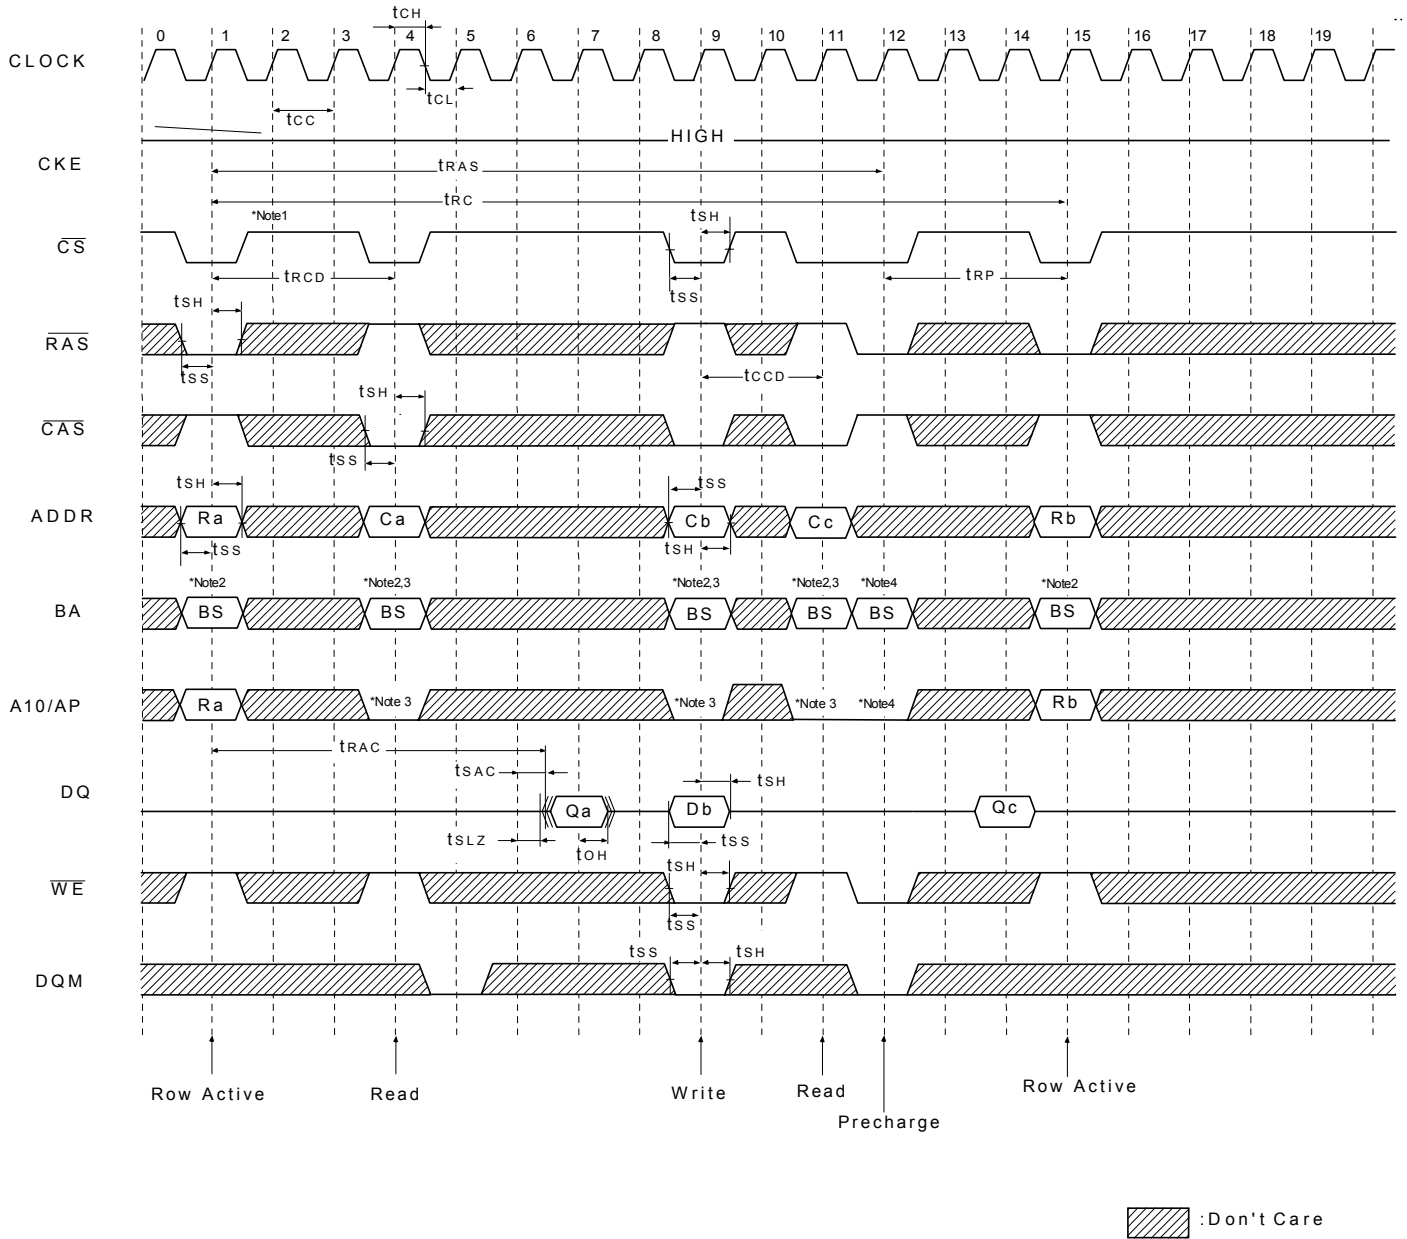 tCH
0 1 2 3 4 5 6 7 8 9 10 11 12 13 14 15 16 17 18 19
CLOCK
tCL
tCC
HIGH
CKE
tRAS
tRC
*Note1
tSH
CS
tRCD
tSS
tRP
tSH
RAS
tSS
tCCD
tSH
CAS
tSS
tSH
tSS
ADDR
Ra Ca Cb Cc Rb
tSS
tSH
*Note2 *Note2,3 *Note2,3 *Note2,3 *Note4 *Note2
BA
BS BS BS BS BS BS
A10/AP
Ra *Note 3 *Note 3 *Note 3 *Note4 Rb
tRAC
tSAC
tSH
DQ
Qa Db Qc
tSLZ
tOH
tSS
tSH
WE
tSS
tSS
tSH
DQM
Row Active Read Write Read Row Active
Precharge
:Don't Care